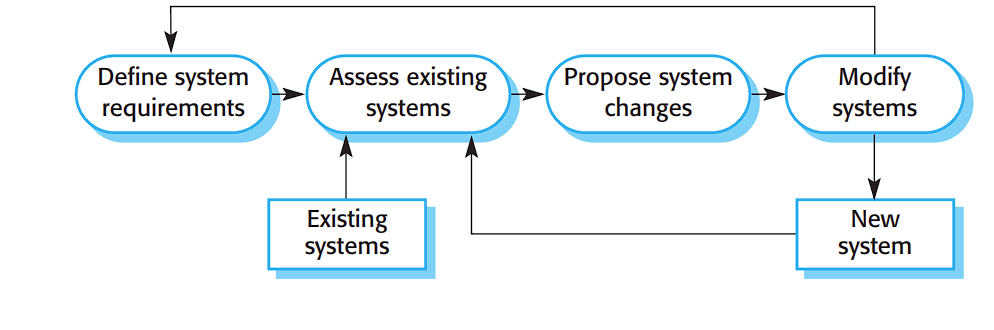 Define system
requirements
Assess existing
systems
Propose system
changes
Modify
systems
Existing
systems
New
system